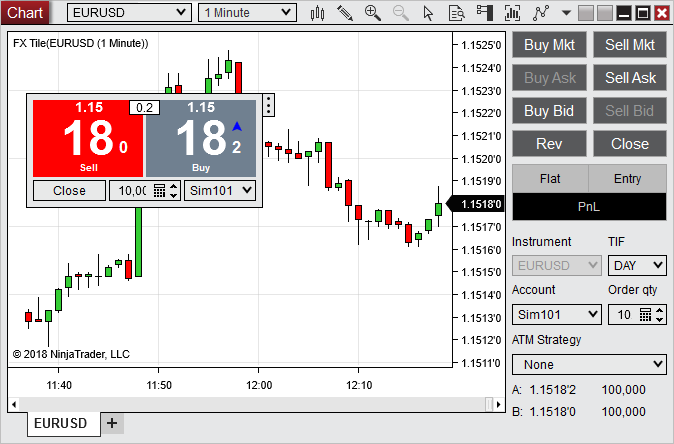 Chart EURUSD 1 Minute
FX Tile(EURUSD (1 Minute))
1.15 0.2 1.15
18 0 18 2
Sell Buy
Close 10,00 Sim101
1.1525'0
1.1524'0
1.1522'0
1.1521'0
1.1520'0
1.1519'0
1.1518'0
1.1516'0
1.1515'0
1.1514'0
1.1513'0
1.1512'0
1.1511'0
© 2018 NinjaTrader, LLC
11:40 11:50 12:00 12:10
EURUSD +
Buy Mkt Sell Mkt
Buy Ask Sell Ask
Buy Bid Sell Bid
Rev Close
Flat Entry
PnL
Instrument TIF
EURUSD DAY
Account Order qty
Sim101 10
ATM Strategy
None
A: 1.1518'2 100,000
B: 1.1518'0 100,000